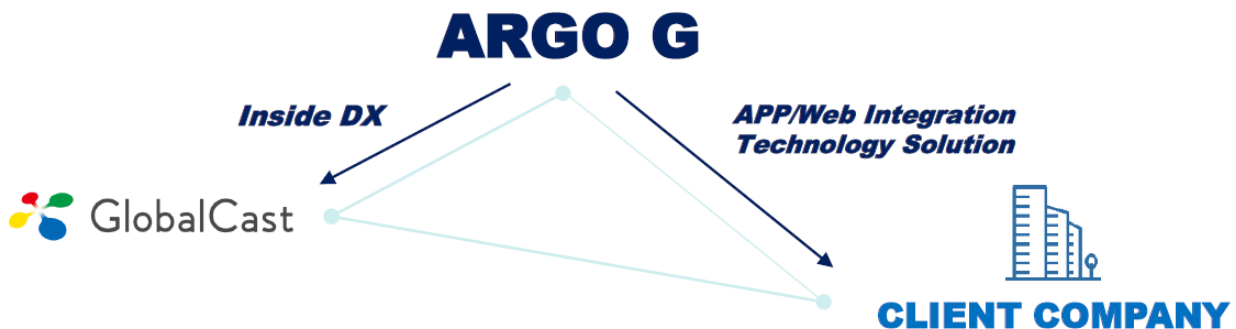 ARGO G
Inside DX
APP/Web Integration
Technology Solution
GlobalCast
CLIENT COMPANY